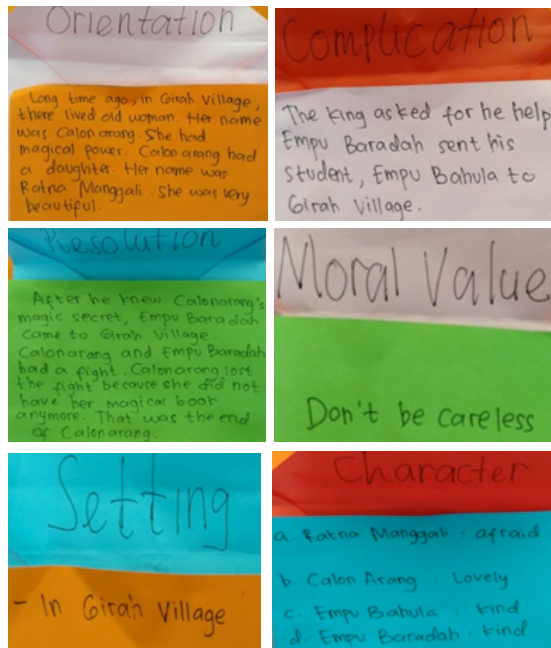 Orientation
Long time ago, in Girah Village,
there lived old woman. Her name
was Calon arang. She had
magical power. Calon arang had
a daughter. Her name was
Ratna Manggali. She was very
beautiful.
Complication
The king asked for he help
Empu Baradah sent his
student, Empu Bahula to
Girah Village.
Resolution
After he knew Calonarang's
magic secret, Empu Baradah
came to Girah Village.
Calonarang and Empu Baradah
had a fight. Calonarang lost
the fight because she did not
have her magical book
anymore. That was the end
of Calonarang.
Moral Value
Don't be careless
Setting
- In Girah Village
Character
a. Ratna Manggali : afraid
b. Calon Arang : Lovely
c. Empu Bahula : kind
d. Empu Baradah : kind